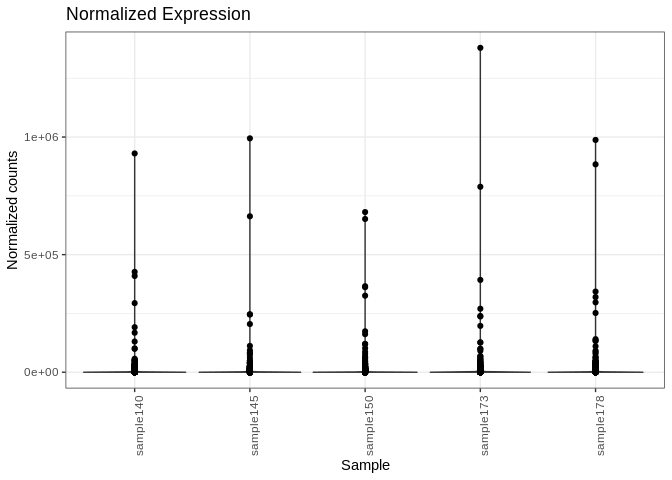 Normalized Expression
Normalized counts
1e+06
5e+05
0e+00
sample140
sample145
sample150
sample173
sample178
Sample